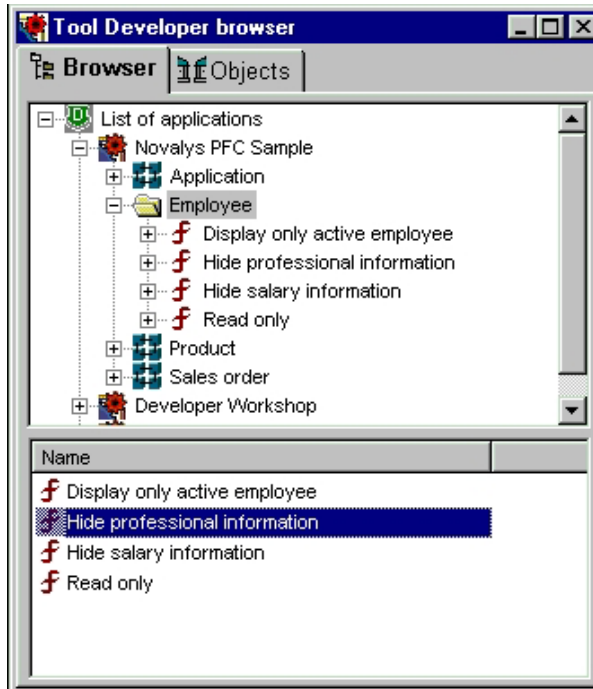 Tool Developer browser
Browser
Objects
List of applications
Novalys PFC Sample
Application
Employee
Display only active employee
Hide professional information
Hide salary information
Read only
Product
Sales order
Developer Workshop
Name
Display only active employee
Hide professional information
Hide salary information
Read only